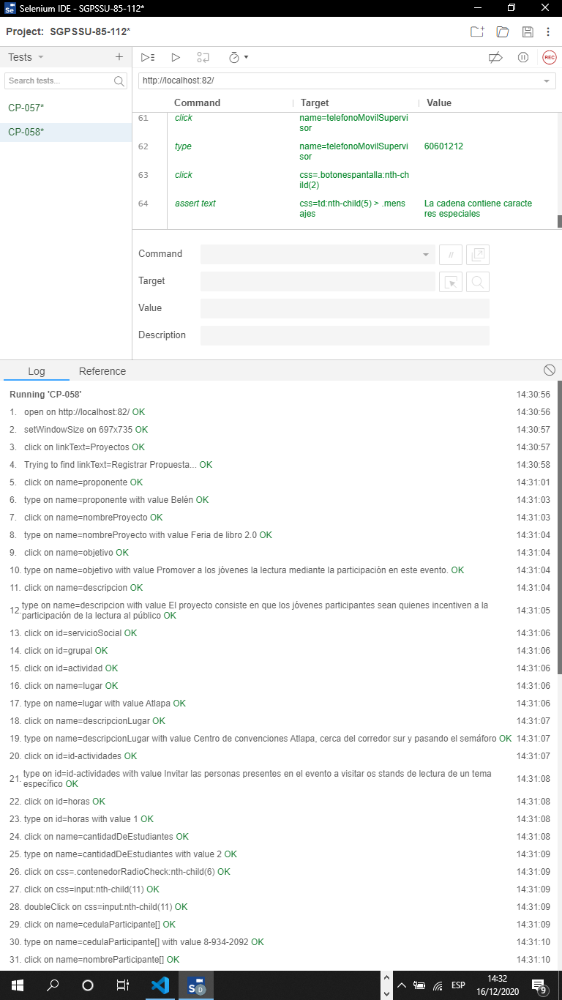 Selenium IDE - SGPSSU-85-112*
Project: SGPSSU-85-112*
Tests
Search tests...
CP-057*
CP-058*
REC
http://localhost:82/
Command Target Value
61 click name=telefonoMovilSupervi
sor
62 type name=telefonoMovilSupervi 60601212
sor
63 click css=.botonespantalla:nth-ch
ild(2)
64 assert text css=td:nth-child(5) > .mens La cadena contiene caracte
ajes res especiales
Command //
Target
Value
Description
Log Reference
Running 'CP-058' 14:30:56
1. open on http://localhost:82/ OK 14:30:56
2. setWindowSize on 697x735 OK 14:30:57
3. click on linkText=Proyectos OK 14:30:57
4. Trying to find linkText=Registrar Propuesta... OK 14:30:58
5. click on name=proponente OK 14:31:01
6. type on name=proponente with value Belén OK 14:31:03
7. click on name=nombreProyecto OK 14:31:03
8. type on name=nombreProyecto with value Feria de libro 2.0 OK 14:31:04
9. click on name=objetivo OK 14:31:04
10. type on name=objetivo with value Promover a los jóvenes la lectura mediante la participación en este evento. OK 14:31:04
11. click on name=descripcion OK 14:31:04
12. type on name=descripcion with value El proyecto consiste en que los jóvenes participantes sean quienes incentiven a la 14:31:05
participación de la lectura al público OK
13. click on id=servicioSocial OK 14:31:06
14. click on id=grupal OK 14:31:06
15. click on id=actividad OK 14:31:06
16. click on name=lugar OK 14:31:06
17. type on name=lugar with value Atlapa OK 14:31:06
18. click on name=descripcionLugar OK 14:31:07
19. type on name=descripcionLugar with value Centro de convenciones Atlapa, cerca del corredor sur y pasando el semáforo OK 14:31:07
20. click on id=id-actividades OK 14:31:07
21. type on id=id-actividades with value Invitar las personas presentes en el evento a visitar os stands de lectura de un tema 14:31:08
específico OK
22. click on id=horas OK 14:31:08
23. type on id=horas with value 1 OK 14:31:08
24. click on name=cantidadDeEstudiantes OK 14:31:08
25. type on name=cantidadDeEstudiantes with value 2 OK 14:31:09
26. click on css=.contenedorRadioCheck:nth-child(6) OK 14:31:09
27. click on css=input:nth-child(11) OK 14:31:09
28. doubleClick on css=input:nth-child(11) OK 14:31:09
29. click on name=cedulaParticipante[] OK 14:31:09
30. type on name=cedulaParticipante[] with value 8-934-2092 OK 14:31:10
31. click on name=nombreParticipante[] OK 14:31:10
Se D ESP 14:32 9
16/12/2020